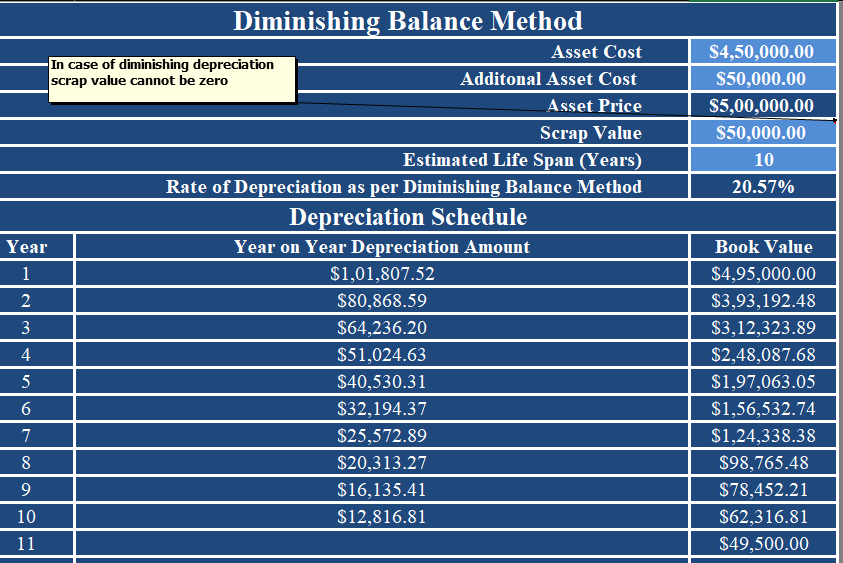 Diminishing Balance Method
Asset Cost $4,50,000.00
In case of diminishing depreciation
scrap value cannot be zero
Additonal Asset Cost $50,000.00
Asset Price $5,00,000.00
Scrap Value $50,000.00
Estimated Life Span (Years) 10
Rate of Depreciation as per Diminishing Balance Method 20.57%
Depreciation Schedule
Year Year on Year Depreciation Amount Book Value
1 $1,01,807.52 $4,95,000.00
2 $80,868.59 $3,93,192.48
3 $64,236.20 $3,12,323.89
4 $51,024.63 $2,48,087.68
5 $40,530.31 $1,97,063.05
6 $32,194.37 $1,56,532.74
7 $25,572.89 $1,24,338.38
8 $20,313.27 $98,765.48
9 $16,135.41 $78,452.21
10 $12,816.81 $62,316.81
11 $49,500.00